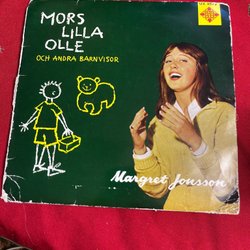 MORS
LILLA
OLLE
OCH ANDRA BARNVISOR
Margret Jonsson